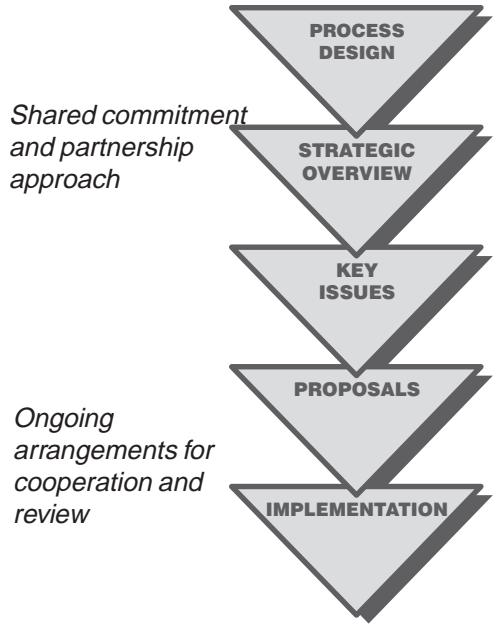 PROCESS
DESIGN
Shared commitment
and partnership
approach
STRATEGIC
OVERVIEW
KEY
ISSUES
PROPOSALS
Ongoing
arrangements for
cooperation and
review
IMPLEMENTATION